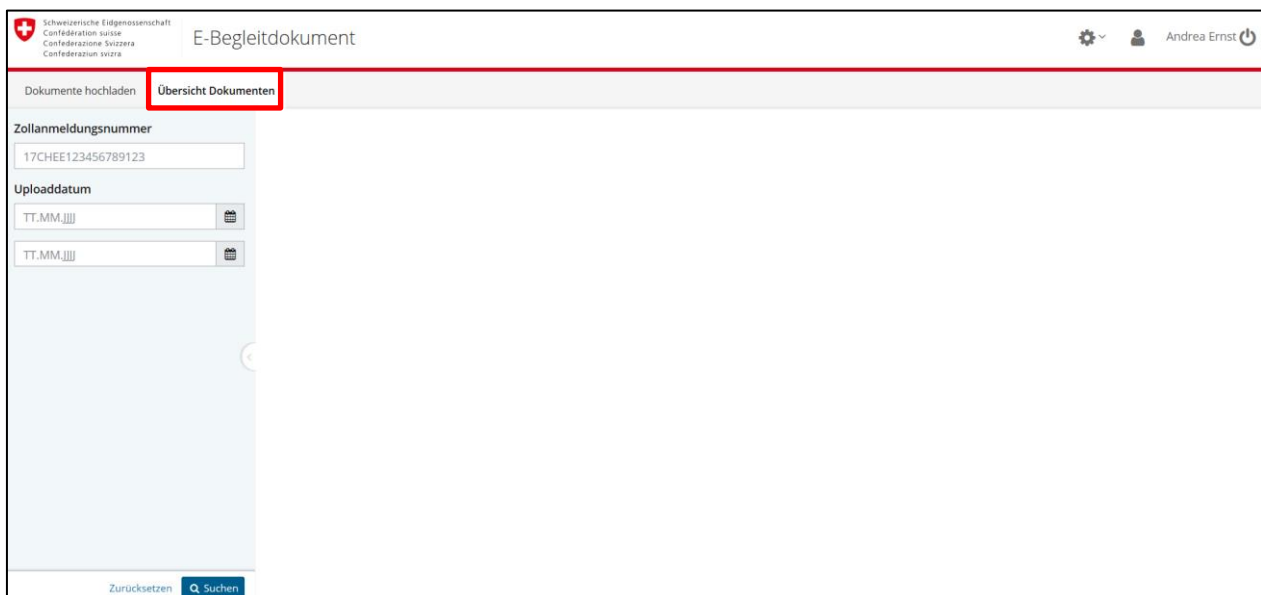 Schweizerische Eidgenossenschaft
Confédération suisse
Confederazione Svizzera
Confederaziun svizra
E-Begleitdokument
Andrea Ernst
Dokumente hochladen
Übersicht Dokumenten
Zollanmeldungsnummer
17CHEE123456789123
Uploaddatum
TT.MM.JJJJ
TT.MM.JJJJ
Zurücksetzen
Suchen